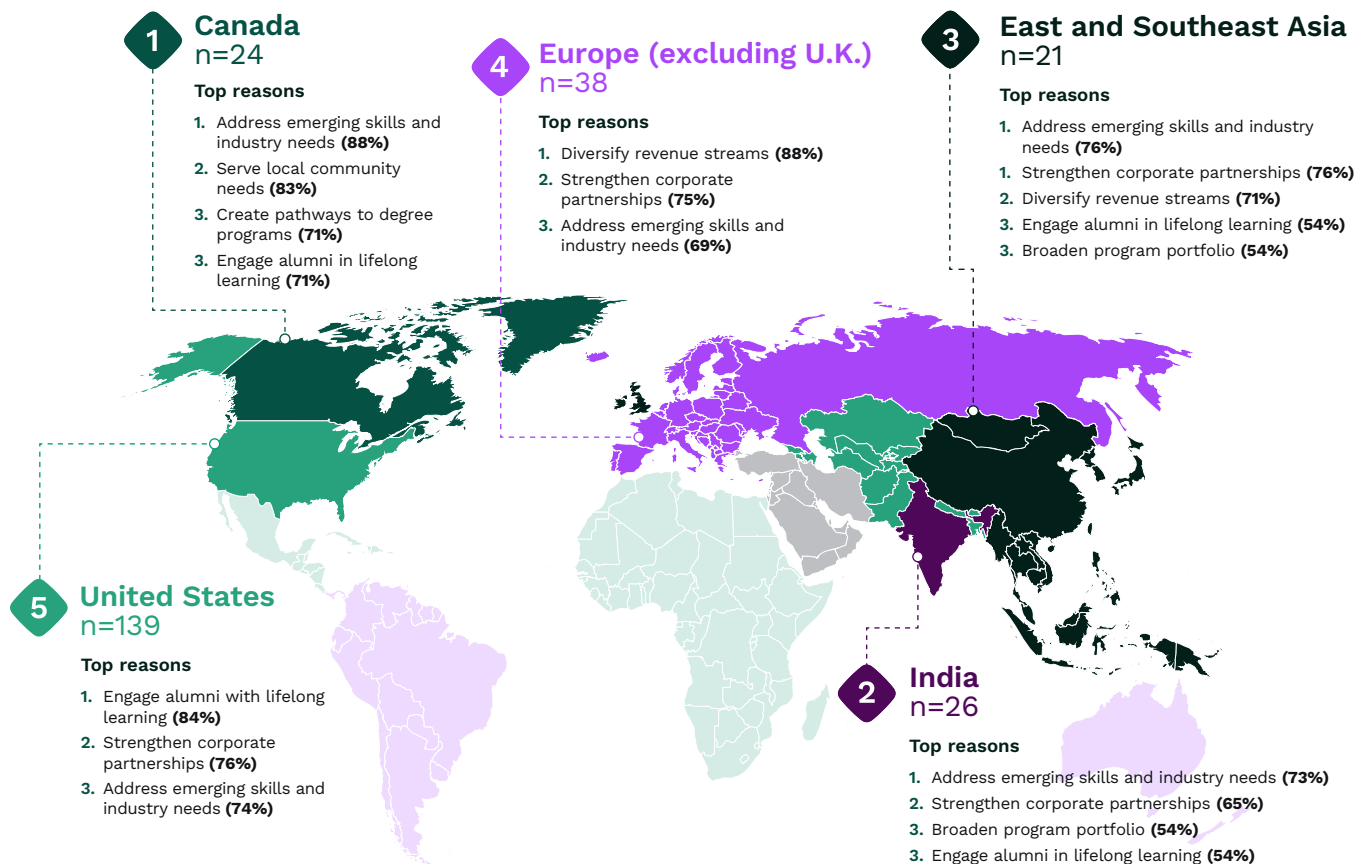 1
Canada
n=24
Top reasons
1. Address emerging skills and
industry needs (88%)
2. Serve local community
needs (83%)
3. Create pathways to degree
programs (71%)
3. Engage alumni in lifelong
learning (71%)
4
Europe (excluding U.K.)
n=38
Top reasons
1. Diversify revenue streams (88%)
2. Strengthen corporate
partnerships (75%)
3. Address emerging skills and
industry needs (69%)
3
East and Southeast Asia
n=21
Top reasons
1. Address emerging skills and industry
needs (76%)
1. Strengthen corporate partnerships (76%)
2. Diversify revenue streams (71%)
3. Engage alumni in lifelong learning (54%)
3. Broaden program portfolio (54%)
5
United States
n=139
Top reasons
1. Engage alumni with lifelong
learning (84%)
2. Strengthen corporate
partnerships (76%)
3. Address emerging skills and
industry needs (74%)
2
India
n=26
Top reasons
1. Address emerging skills and industry needs (73%)
2. Strengthen corporate partnerships (65%)
3. Broaden program portfolio (54%)
3. Engage alumni in lifelong learning (54%)